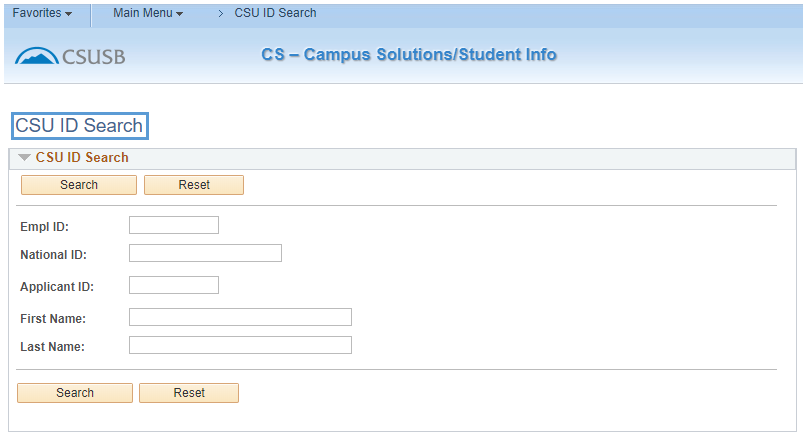 Favorites Main Menu > CSU ID Search
CSUSB CS – Campus Solutions/Student Info
CSU ID Search
CSU ID Search
Search Reset
Empl ID:
National ID:
Applicant ID:
First Name:
Last Name:
Search Reset